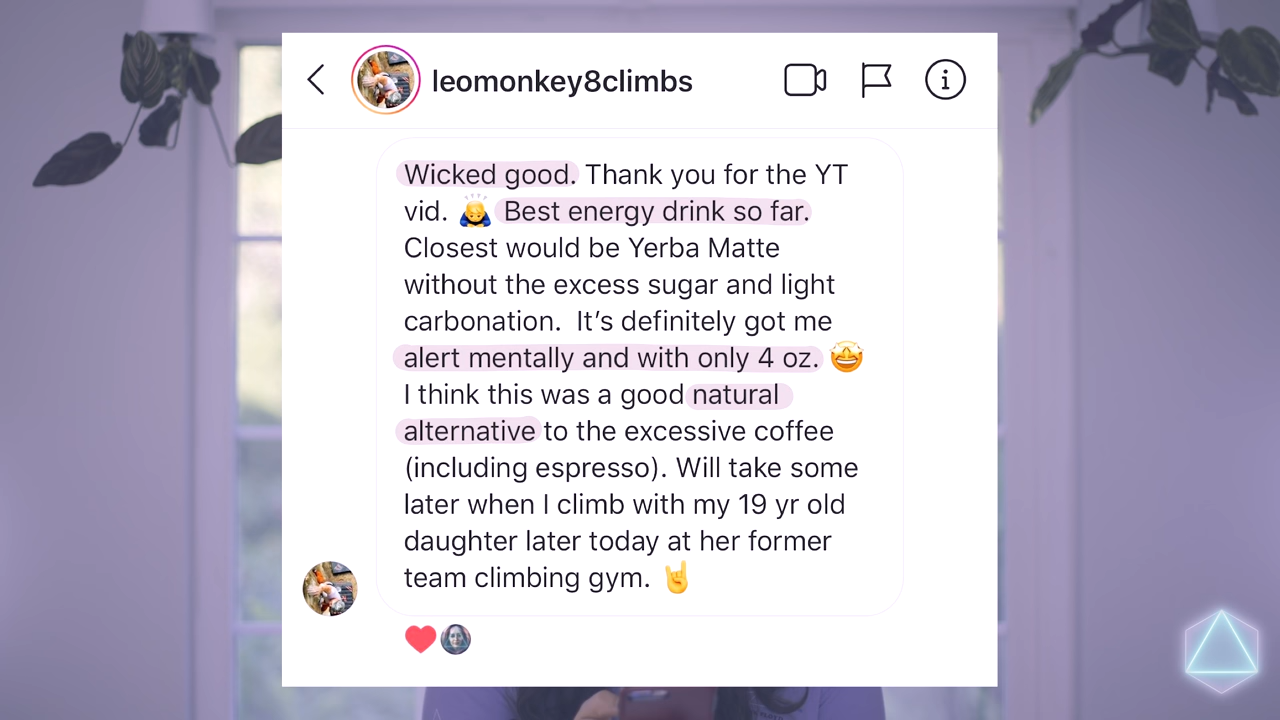 leomonkey8climbs
Wicked good. Thank you for the YT
vid. 🙇 Best energy drink so far.
Closest would be Yerba Matte
without the excess sugar and light
carbonation.  It’s definitely got me
alert mentally and with only 4 oz. 🤩
I think this was a good natural
alternative to the excessive coffee
(including espresso). Will take some
later when I climb with my 19 yr old
daughter later today at her former
team climbing gym. 🤘